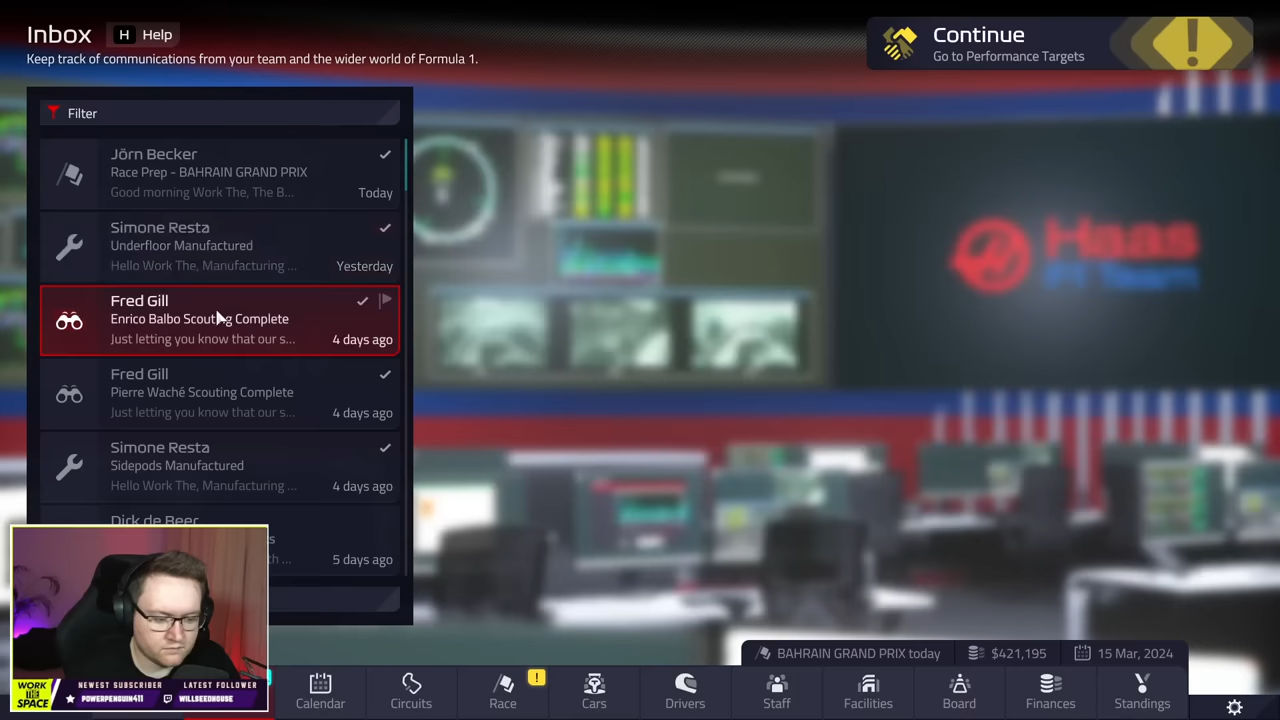 Inbox
H Help
Keep track of communications from your team and the wider world of Formula 1.
Continue
Go to Performance Targets
Filter
Jörn Becker
Race Prep - BAHRAIN GRAND PRIX
Good morning Work The, The B...
Today
Simone Resta
Underfloor Manufactured
Hello Work The, Manufacturing ...
Yesterday
Fred Gill
Enrico Balbo Scouting Complete
Just letting you know that our s...
4 days ago
Fred Gill
Pierre Waché Scouting Complete
Just letting you know that our s...
4 days ago
Simone Resta
Sidepods Manufactured
Hello Work The, Manufacturing ...
4 days ago
Dirk de Beer
5 days ago
Haas
F1 Team
NEWEST SUBSCRIBER
POWERPENGUIN411
LATEST FOLLOWER
WILLSEEDHOUSE
WORK
THE
SPACE
BAHRAIN GRAND PRIX today
$421,195
15 Mar, 2024
Calendar
Circuits
Race
Cars
Drivers
Staff
Facilities
Board
Finances
Standings